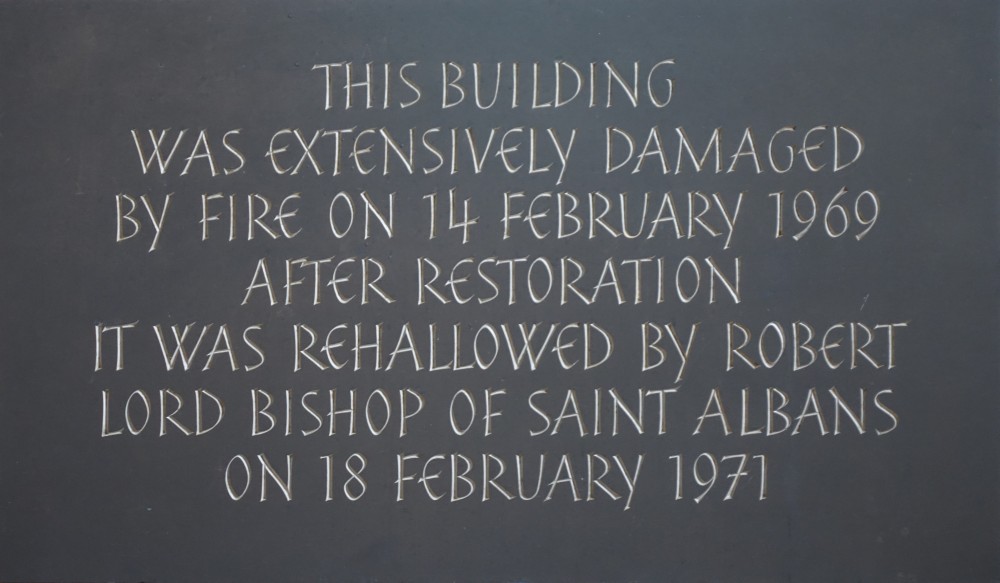 THIS BUILDING
WAS EXTENSIVELY DAMAGED
BY FIRE ON 14 FEBRUARY 1969
AFTER RESTORATION
IT WAS REHALLOWED BY ROBERT
LORD BISHOP OF SAINT ALBANS
ON 18 FEBRUARY 1971